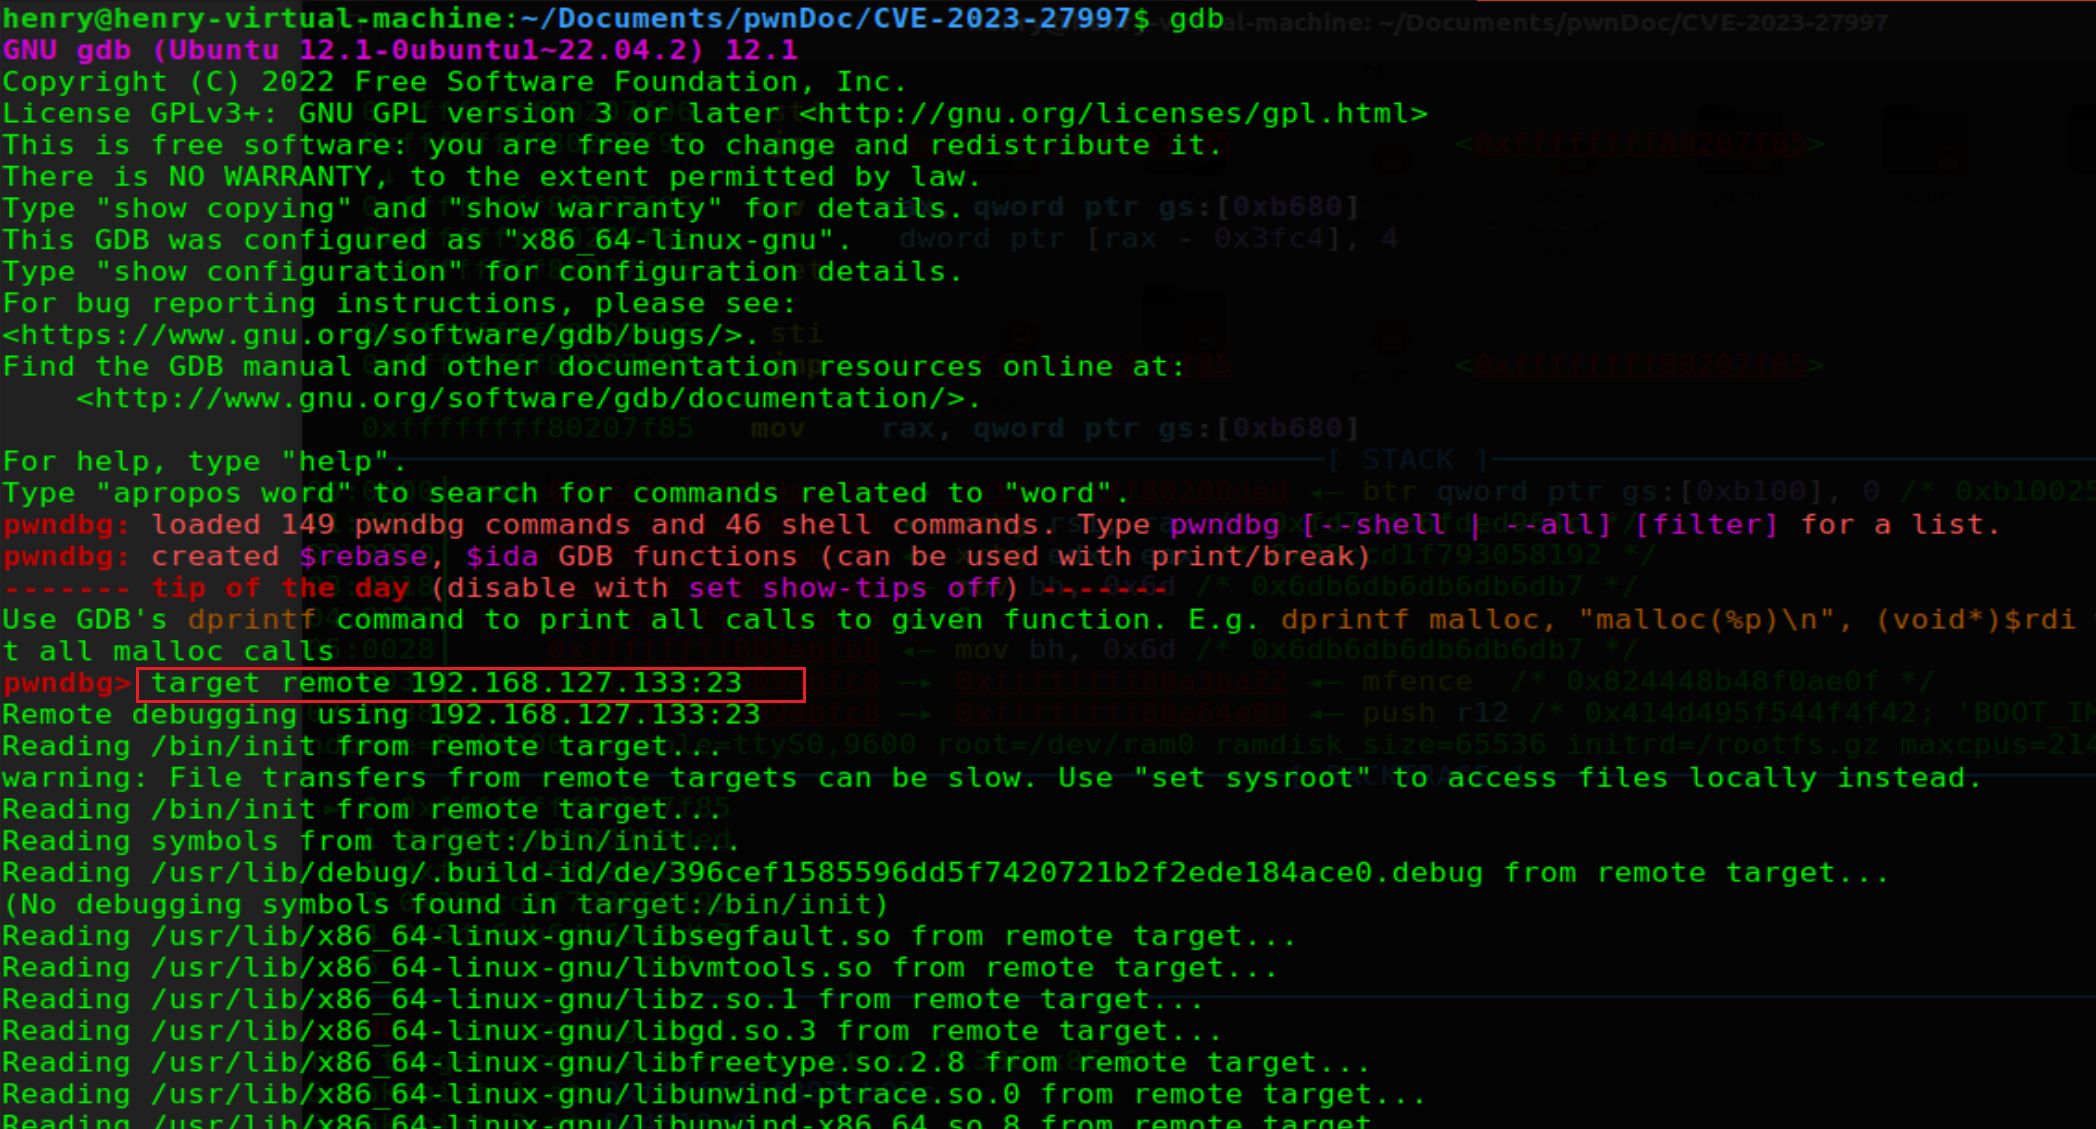 henry@henry-virtual-machine:~/Documents/pwnDoc/CVE-2023-27997$ gdb
GNU gdb (Ubuntu 12.1-0ubuntu1~22.04.2) 12.1
Copyright (C) 2022 Free Software Foundation, Inc.
License GPLv3+: GNU GPL version 3 or later <http://gnu.org/licenses/gpl.html>
This is free software: you are free to change and redistribute it.
There is NO WARRANTY, to the extent permitted by law.
Type "show copying" and "show warranty" for details.
This GDB was configured as "x86_64-linux-gnu".
Type "show configuration" for configuration details.
For bug reporting instructions, please see:
<https://www.gnu.org/software/gdb/bugs/>.
Find the GDB manual and other documentation resources online at:
<http://www.gnu.org/software/gdb/documentation/>.
For help, type "help".
Type "apropos word" to search for commands related to "word".
pwndbg: loaded 149 pwndbg commands and 46 shell commands. Type pwndbg [--shell | --all] [filter] for a list.
pwndbg: created $rebase, $ida GDB functions (can be used with print/break)
------- tip of the day (disable with set show-tips off) -------
Use GDB's dprintf command to print all calls to given function. E.g. dprintf malloc, "malloc(%p)\n", (void*)$rdi
t all malloc calls
pwndbg> target remote 192.168.127.133:23
Remote debugging using 192.168.127.133:23
Reading /bin/init from remote target...
warning: File transfers from remote targets can be slow. Use "set sysroot" to access files locally instead.
Reading /bin/init from remote target...
Reading symbols from target:/bin/init...
Reading /usr/lib/debug/.build-id/de/396cef1585596dd5f7420721b2f2ede184ace0.debug from remote target...
(No debugging symbols found in target:/bin/init)
Reading /usr/lib/x86_64-linux-gnu/libsegfault.so from remote target...
Reading /usr/lib/x86_64-linux-gnu/libvmtools.so from remote target...
Reading /usr/lib/x86_64-linux-gnu/libz.so.1 from remote target...
Reading /usr/lib/x86_64-linux-gnu/libgd.so.3 from remote target...
Reading /usr/lib/x86_64-linux-gnu/libfreetype.so.2.8 from remote target...
Reading /usr/lib/x86_64-linux-gnu/libunwind-ptrace.so.0 from remote target...
Reading /usr/lib/x86_64-linux-gnu/libunwind-x86_64.so.8 from remote target